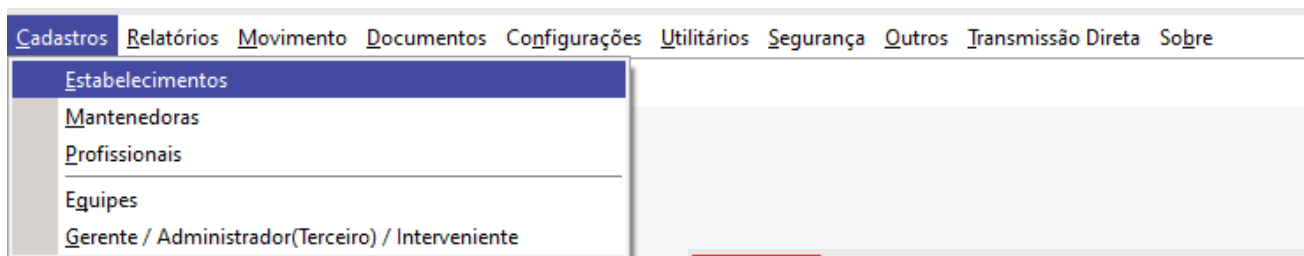 Cadastros Relatórios Movimento Documentos Configurações Utilitários Segurança Outros Transmissão Direta Sobre
Estabelecimentos
Mantenedoras
Profissionais
Equipes
Gerente / Administrador(Terceiro) / Interveniente